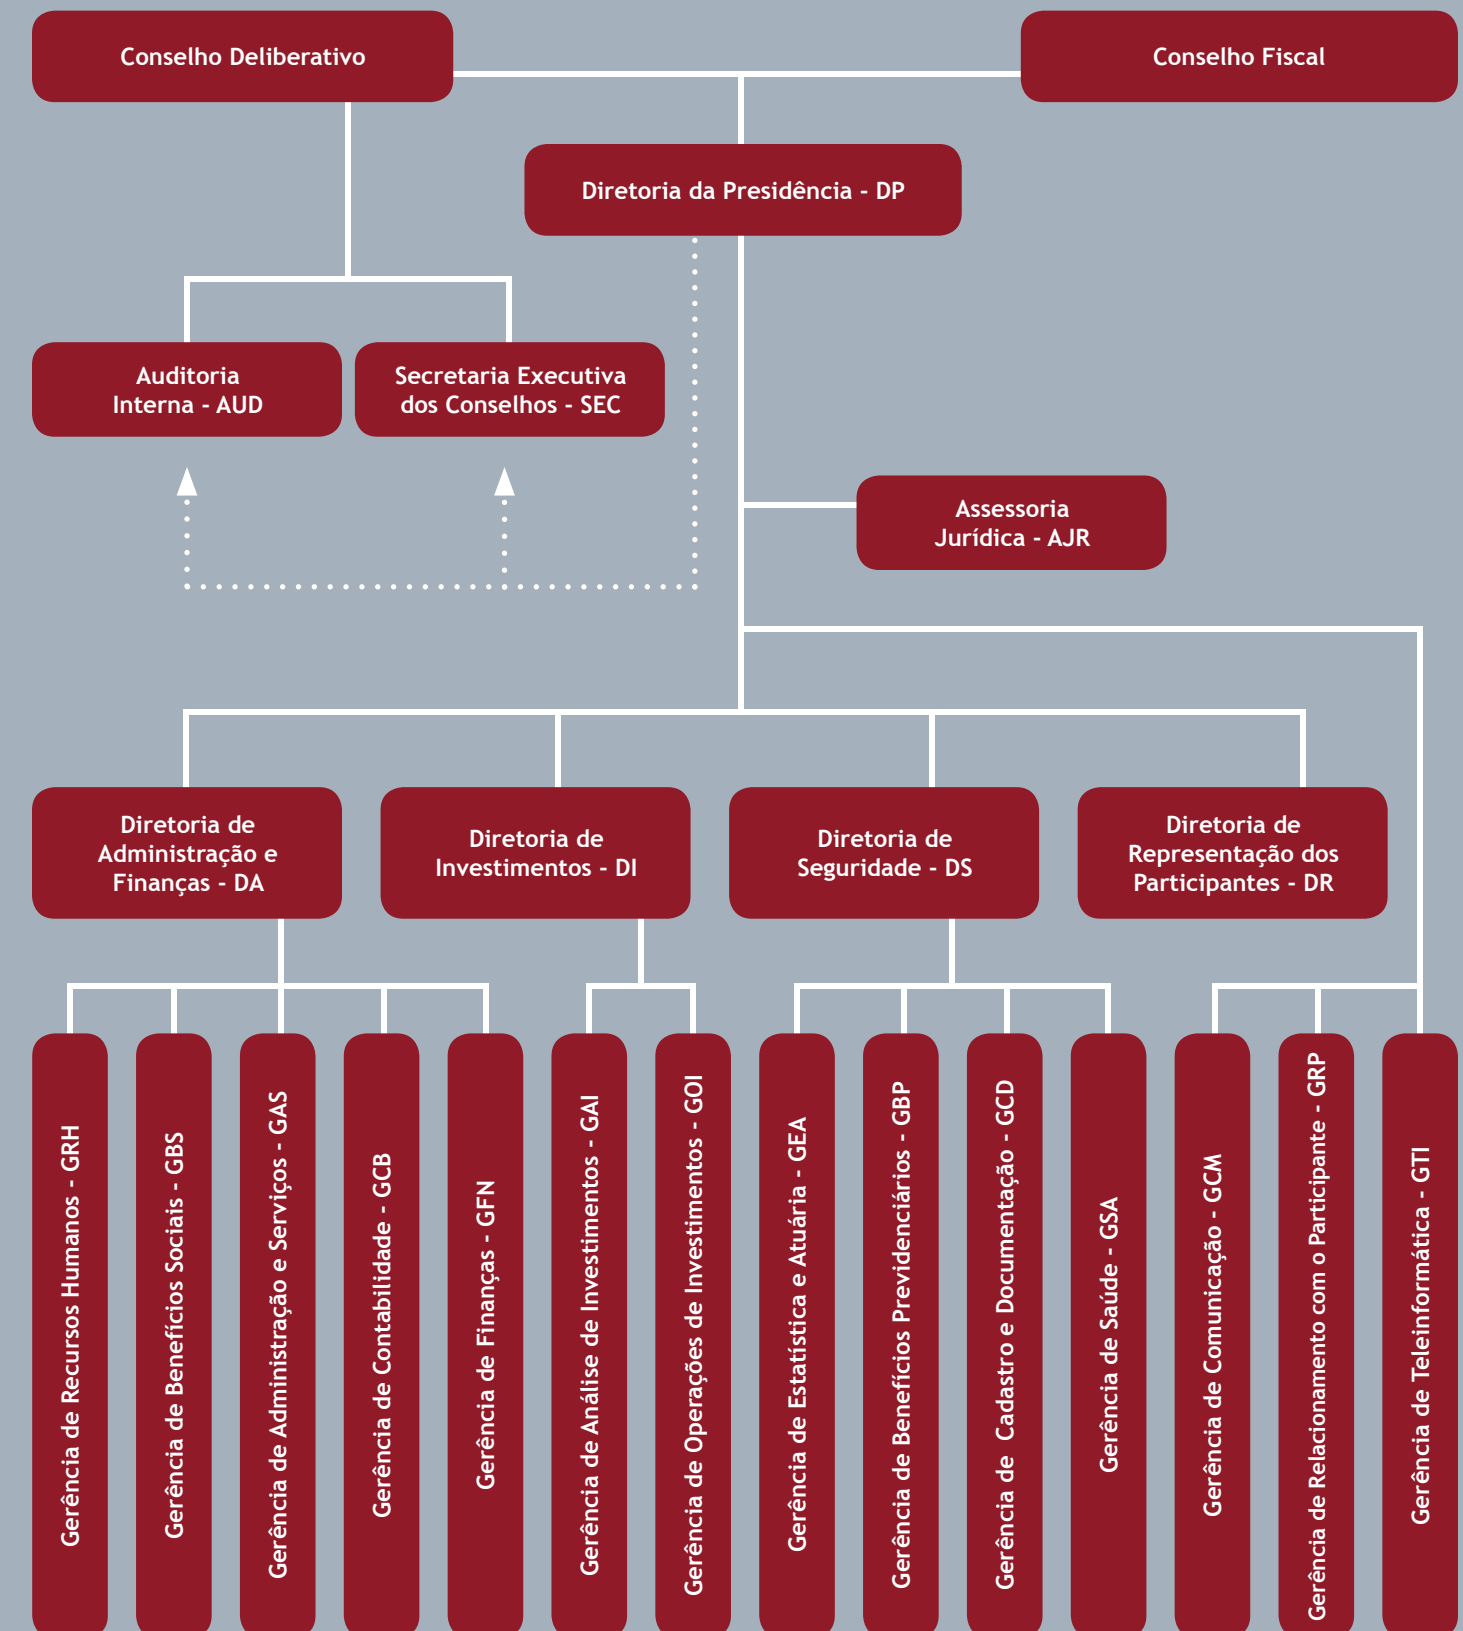 Conselho Deliberativo
Conselho Fiscal
Diretoria da Presidência - DP
Auditoria
Interna - AUD
Secretaria Executiva
dos Conselhos - SEC
Assessoria
Jurídica - AJR
Diretoria de
Administração e
Finanças - DA
Diretoria de
Investimentos - DI
Diretoria de
Seguridade - DS
Diretoria de
Representação dos
Participantes - DR
Gerência de Recursos Humanos - GRH
Gerência de Benefícios Sociais - GBS
Gerência de Administração e Serviços - GAS
Gerência de Contabilidade - GCB
Gerência de Finanças - GFN
Gerência de Análise de Investimentos - GAI
Gerência de Operações de Investimentos - GOI
Gerência de Estatística e Atuária - GEA
Gerência de Benefícios Previdenciários - GBP
Gerência de Cadastro e Documentação - GCD
Gerência de Saúde - GSA
Gerência de Comunicação - GCM
Gerência de Relacionamento com o Participante - GRP
Gerência de Teleinformática - GTI